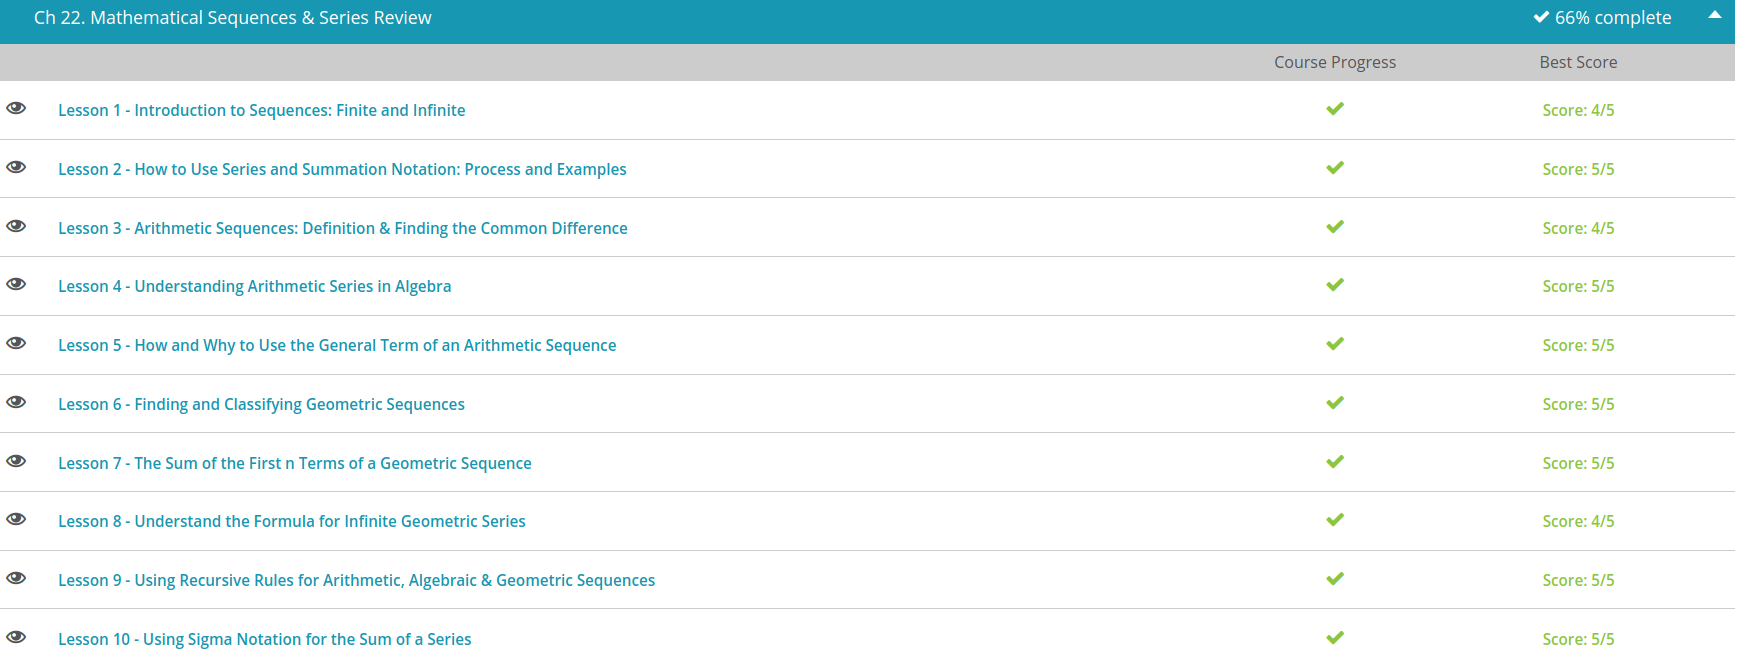 Ch 22. Mathematical Sequences & Series Review 66% complete
Course Progress Best Score
Lesson 1 - Introduction to Sequences: Finite and Infinite Score: 4/5
Lesson 2 - How to Use Series and Summation Notation: Process and Examples Score: 5/5
Lesson 3 - Arithmetic Sequences: Definition & Finding the Common Difference Score: 4/5
Lesson 4 - Understanding Arithmetic Series in Algebra Score: 5/5
Lesson 5 - How and Why to Use the General Term of an Arithmetic Sequence Score: 5/5
Lesson 6 - Finding and Classifying Geometric Sequences Score: 5/5
Lesson 7 - The Sum of the First n Terms of a Geometric Sequence Score: 5/5
Lesson 8 - Understand the Formula for Infinite Geometric Series Score: 4/5
Lesson 9 - Using Recursive Rules for Arithmetic, Algebraic & Geometric Sequences Score: 5/5
Lesson 10 - Using Sigma Notation for the Sum of a Series Score: 5/5